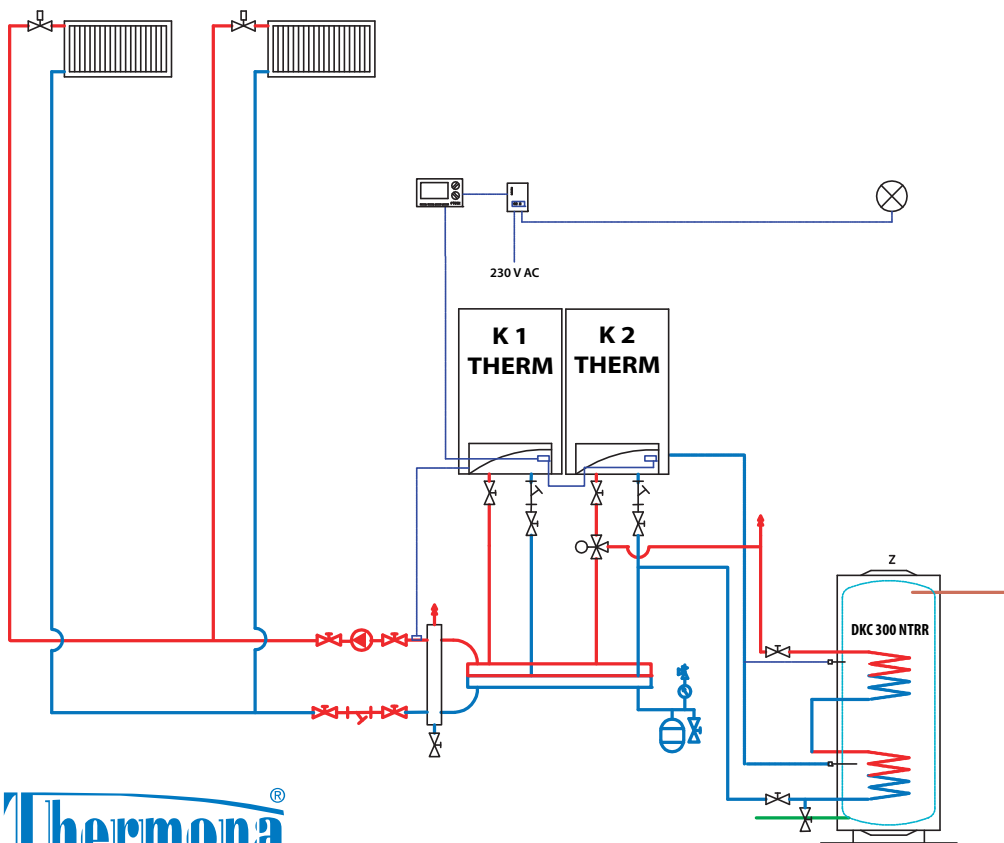 230 V AC
K 1
THERM
K 2
THERM
Z
DKC 300 NTRR
Thermona
®